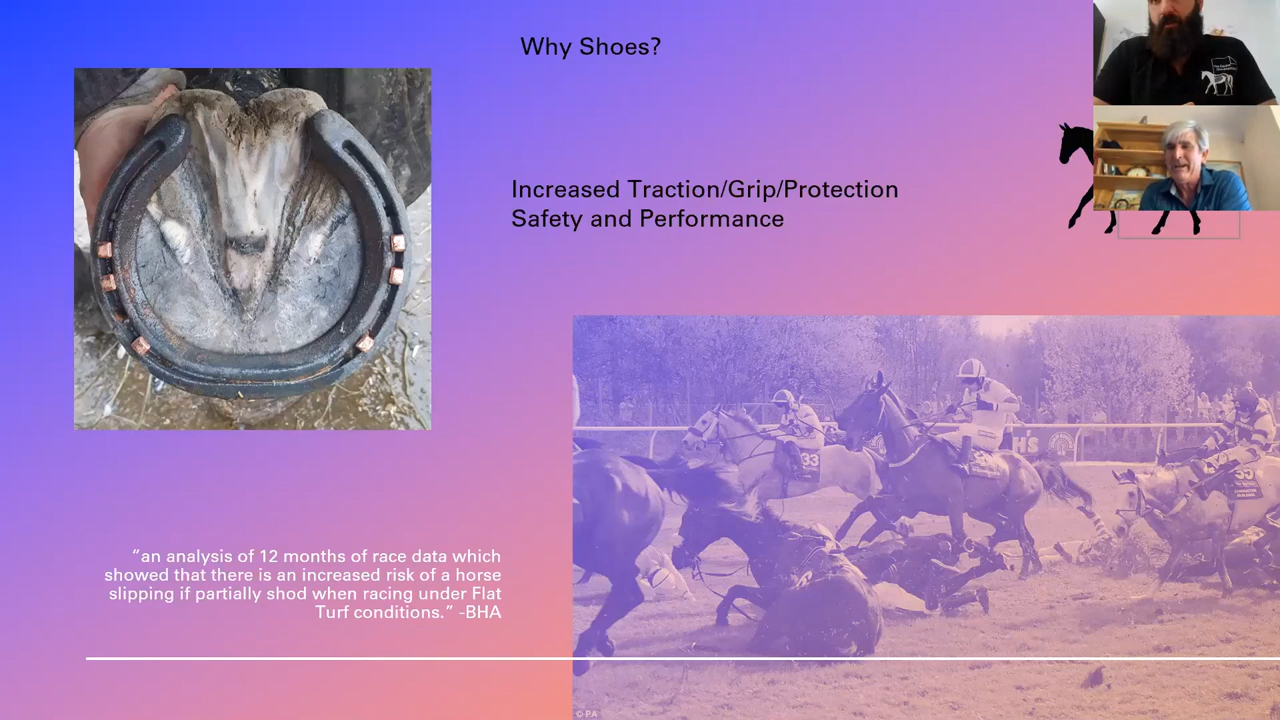 Why Shoes?
Increased Traction/Grip/Protection
Safety and Performance
33
H's
“an analysis of 12 months of race data which
showed that there is an increased risk of a horse
slipping if partially shod when racing under Flat
Turf conditions.” -BHA
©PA